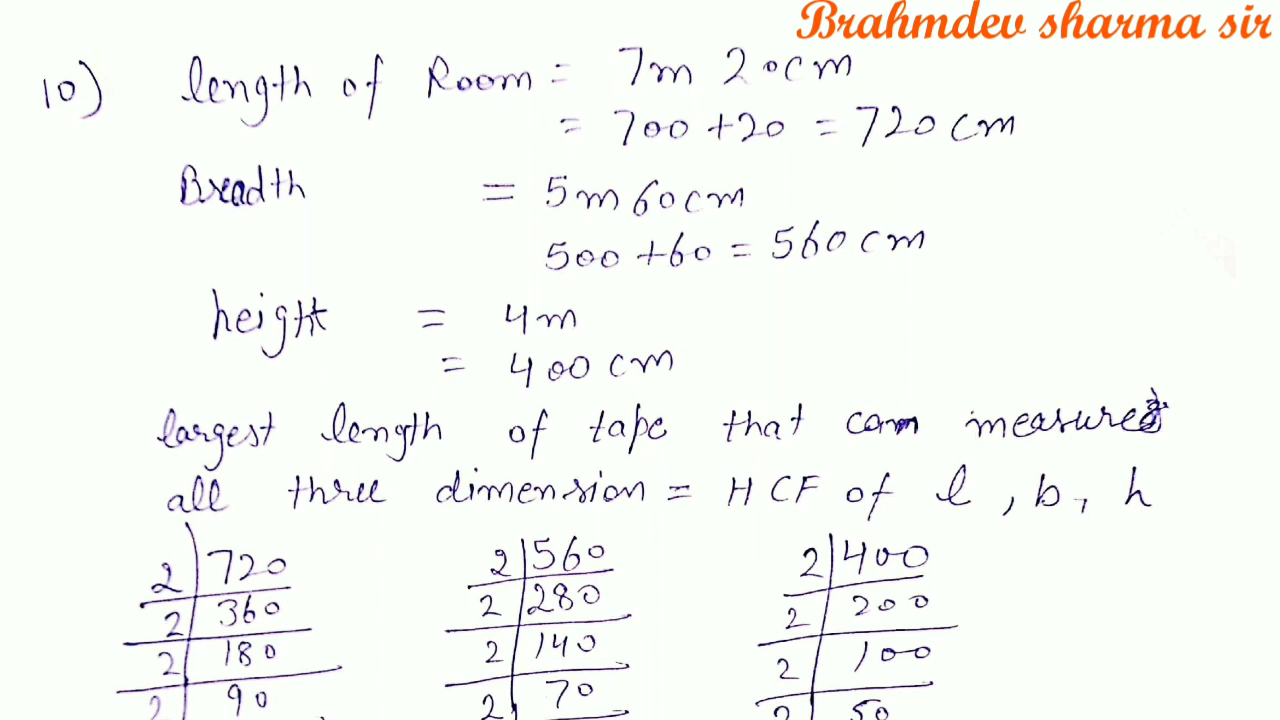 Brahmdev sharma sir
10) length of Room = 7m 20cm
= 700 + 20 = 720 cm
Breadth = 5m 60cm
500 + 60 = 560 cm
height = 4m
= 400 cm
largest length of tape that can measures
all three dimension = HCF of l, b, h
2 | 720 2 | 560 2 | 400
2 | 360 2 | 280 2 | 200
2 | 180 2 | 140 2 | 100
2 | 90 2 | 70 2 | 50